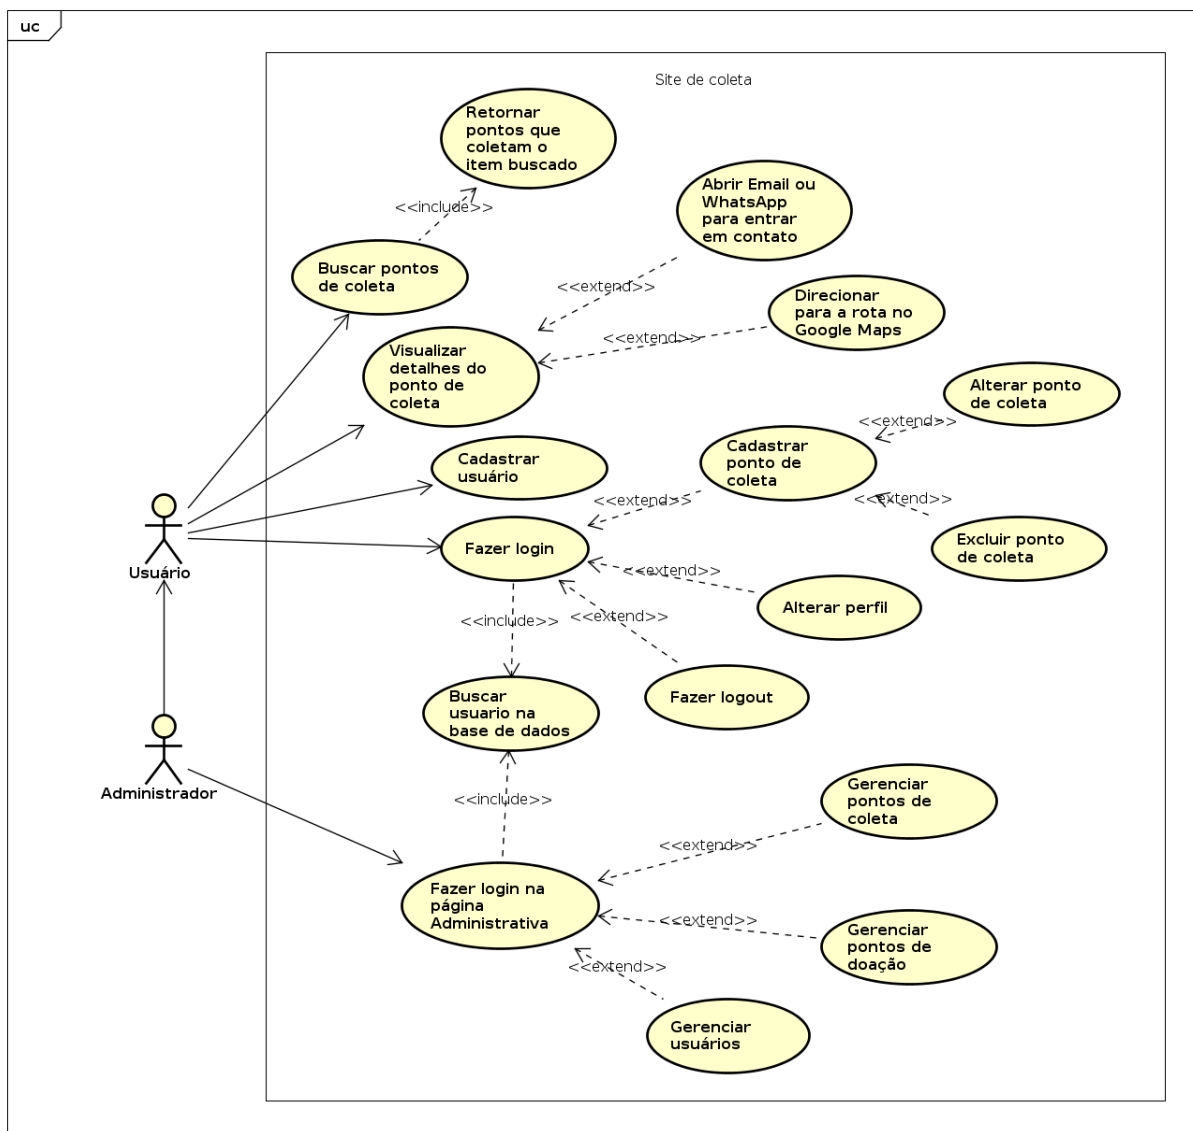 uc
Site de coleta
Retornar
pontos que
coletam o
item buscado
<<include>>
Abrir Email ou
WhatsApp
para entrar
em contato
Buscar pontos
de coleta
<<extend>>
Direcionar
para a rota no
Google Maps
<<extend>>
Visualizar
detalhes do
ponto de
coleta
Alterar ponto
de coleta
<<extend>>
Cadastrar
usuário
Cadastrar
ponto de
coleta
<<extend>>
<<extend>>
Usuário
Fazer login
Excluir ponto
de coleta
<<extend>>
Alterar perfil
<<include>>
<<extend>>
Buscar
usuario na
base de dados
Fazer logout
Administrador
<<include>>
Gerenciar
pontos de
coleta
<<extend>>
Fazer login na
página
Administrativa
<<extend>>
Gerenciar
pontos de
doação
<<extend>>
Gerenciar
usuários